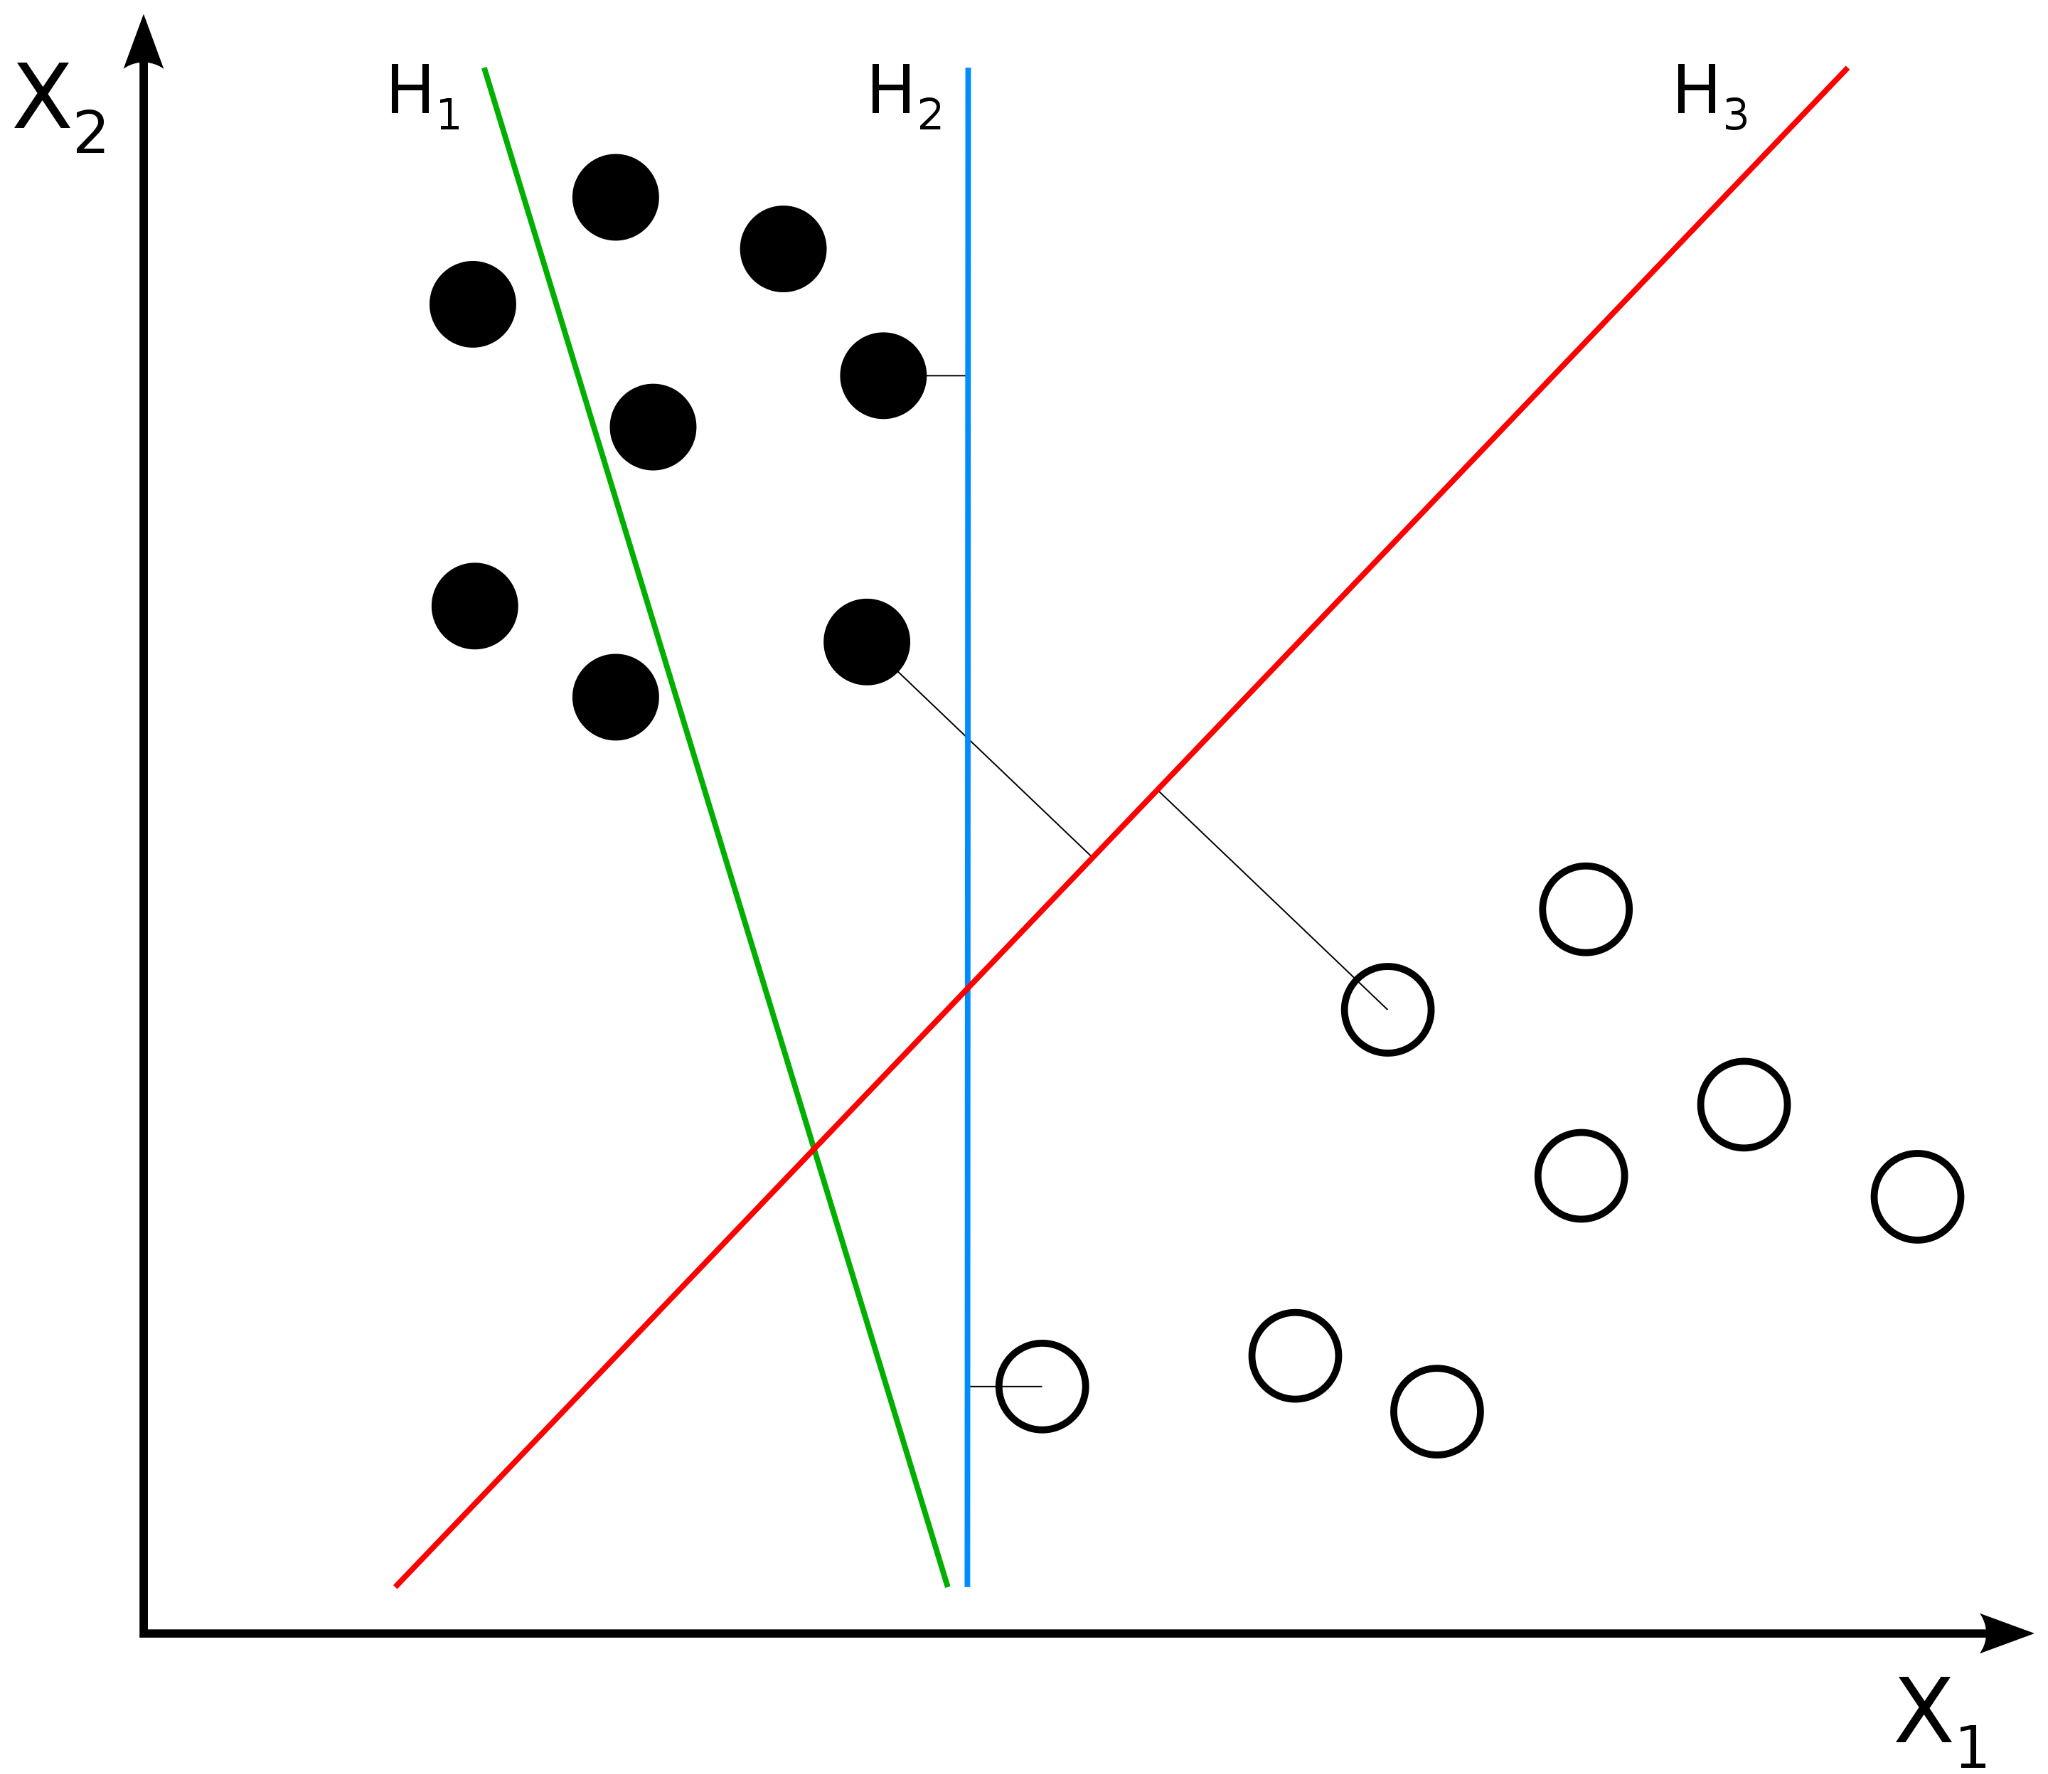 X₂
H₁
H₂
H₃
X₁